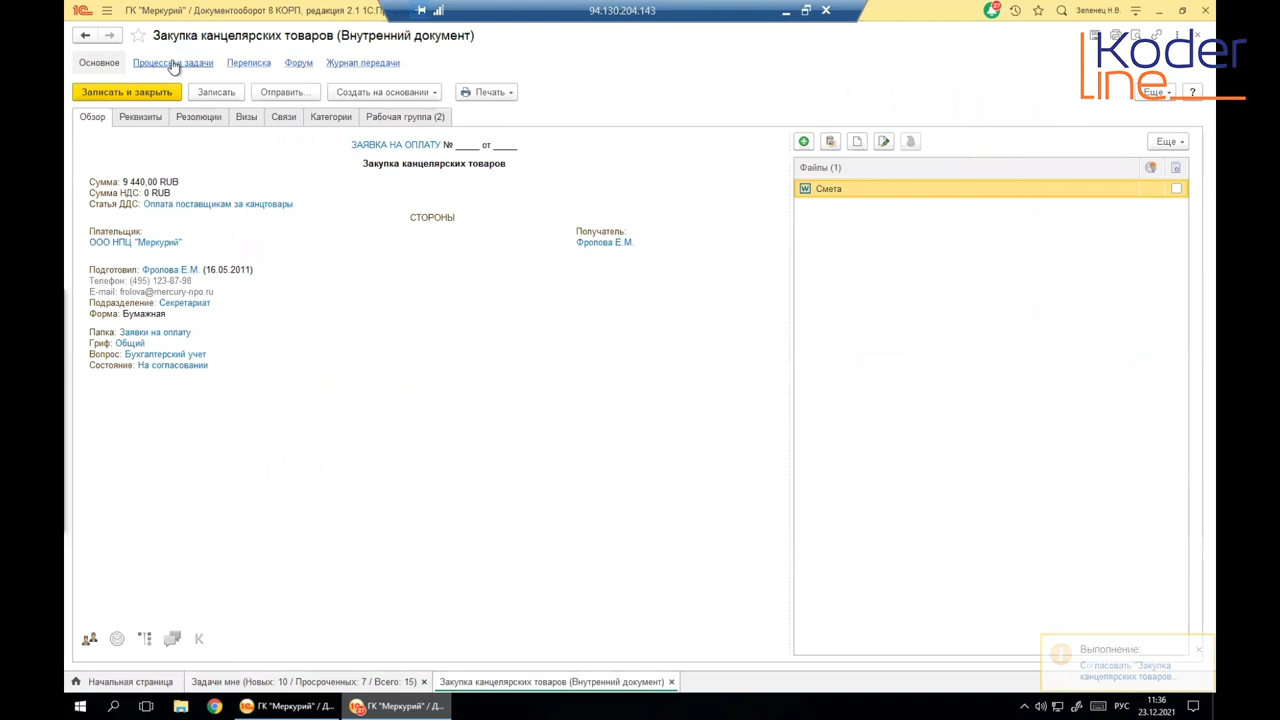 ГК "Меркурий" / Документооборот 8 КОРП, редакция 2.1 1С:Пр
94.130.204.143
27
Зеленец Н.В.
Закупка канцелярских товаров (Внутренний документ)
Koder
line
Основное
Процессы и задачи
Переписка
Форум
Журнал передачи
Записать и закрыть
Записать
Отправить...
Создать на основании
Печать
Еще
?
Обзор
Реквизиты
Резолюции
Визы
Связи
Категории
Рабочая группа (2)
ЗАЯВКА НА ОПЛАТУ № _____ от _____
Еще
Закупка канцелярских товаров
Файлы (1)
Сумма: 9 440,00 RUB
Смета
Сумма НДС: 0 RUB
Статья ДДС: Оплата поставщикам за канцтовары
СТОРОНЫ
Плательщик:
Получатель:
ООО НПЦ "Меркурий"
Фролова Е.М.
Подготовил: Фролова Е.М. (16.05.2011)
Телефон: (495) 123-87-98
E-mail: frolova@mercury-npo.ru
Подразделение: Секретариат
Форма: Бумажная
Папка: Заявки на оплату
Гриф: Общий
Вопрос: Бухгалтерский учет
Состояние: На согласовании
K
Выполнение:
Согласовать "Закупка
канцелярских товаров...
Начальная страница
Задачи мне (Новых: 10 / Просроченных: 7 / Всего: 15)
Закупка канцелярских товаров (Внутренний документ)
ГК "Меркурий" / Д...
ГК "Меркурий" / Д...
РУС
11:36
23.12.2021